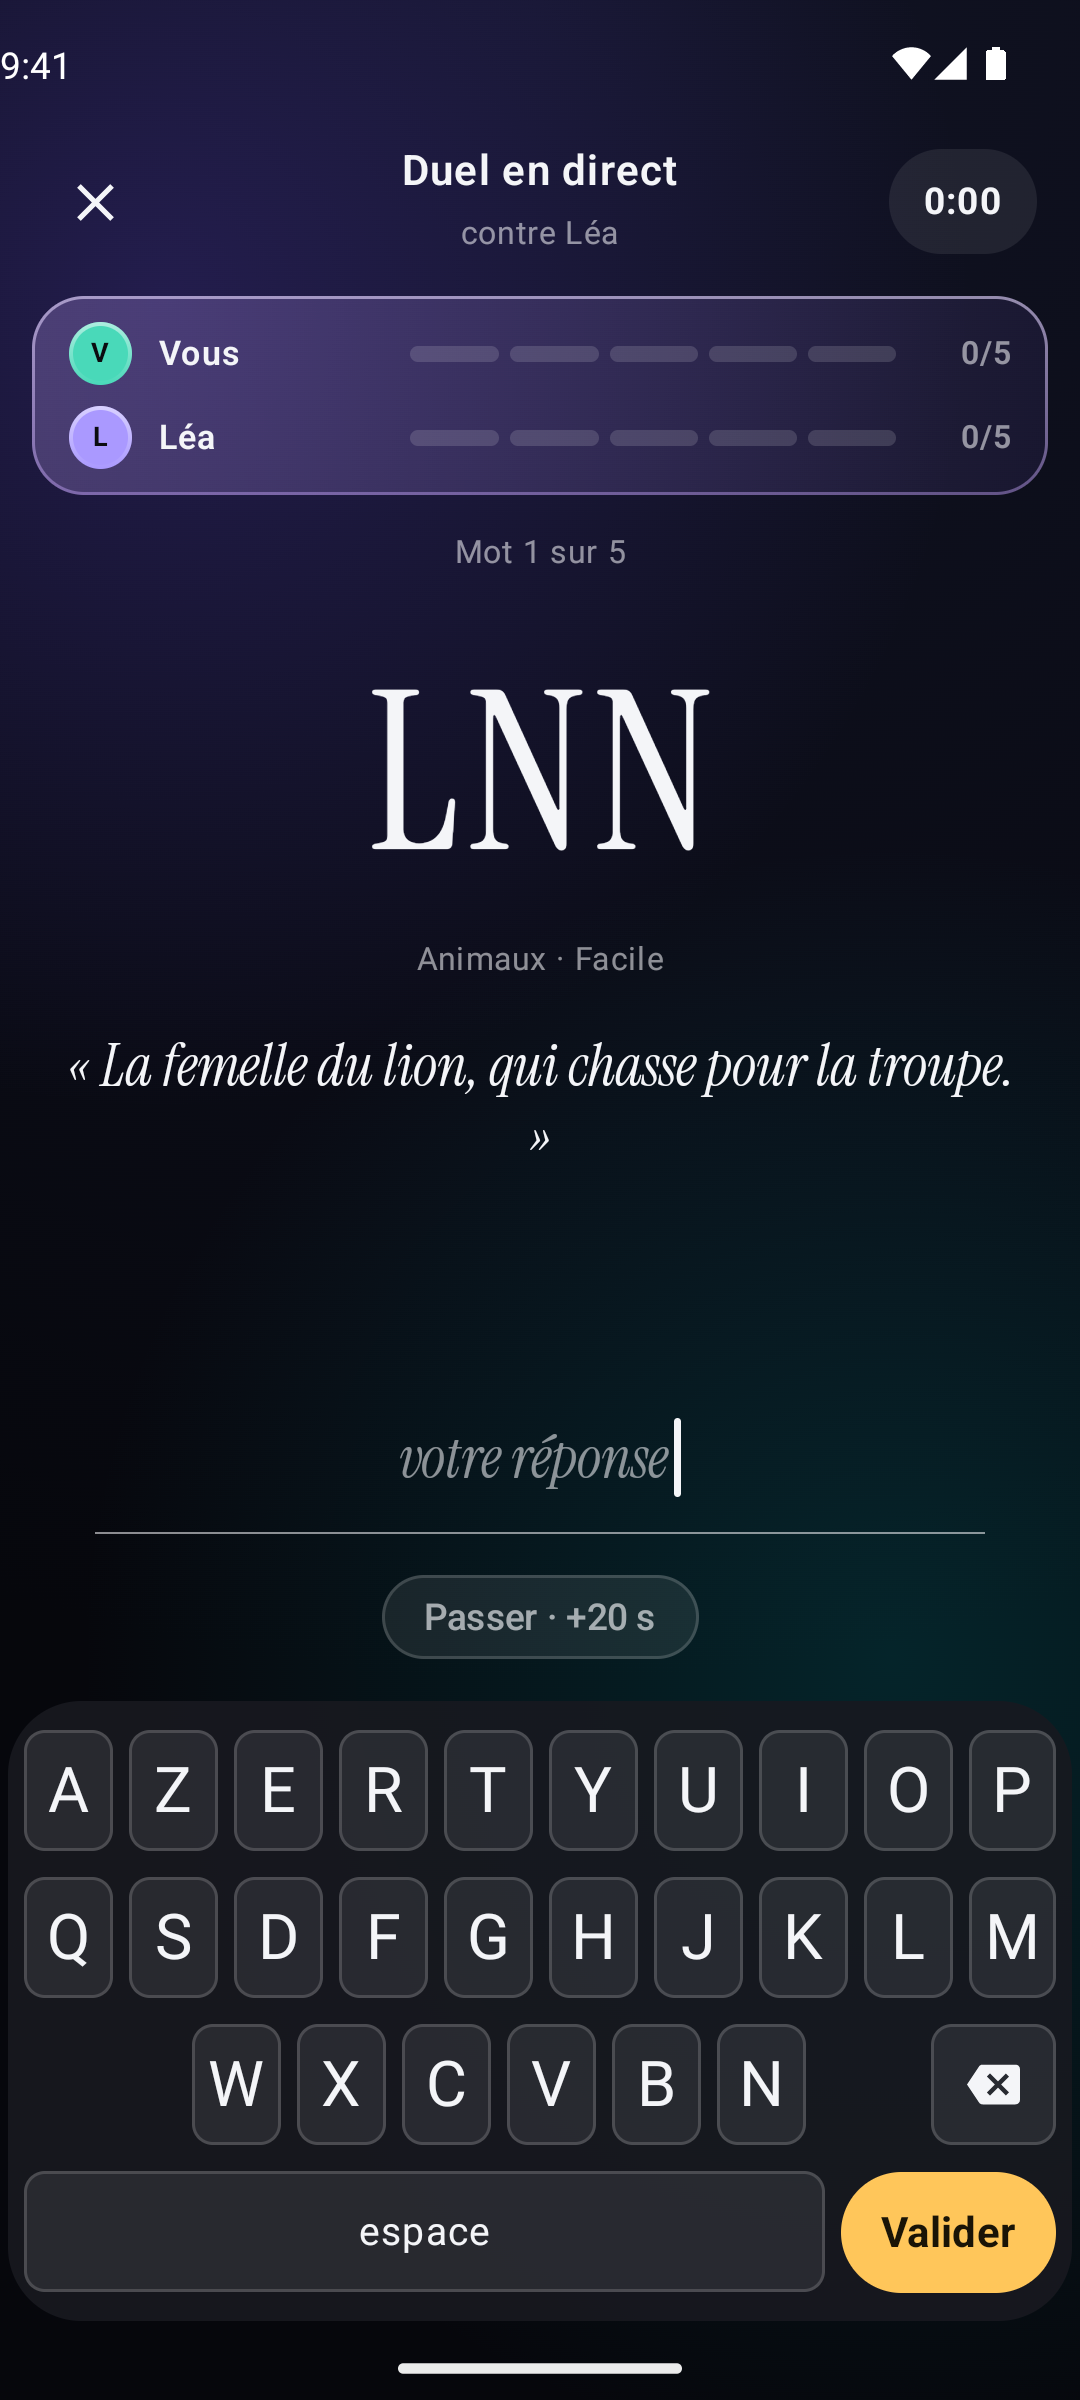 9:41
Duel en direct
contre Léa
0:00
V Vous 0/5
L Léa 0/5
Mot 1 sur 5
LNN
Animaux · Facile
« La femelle du lion, qui chasse pour la troupe.
»
votre réponse
Passer · +20 s
A Z E R T Y U I O P
Q S D F G H J K L M
W X C V B N
espace Valider